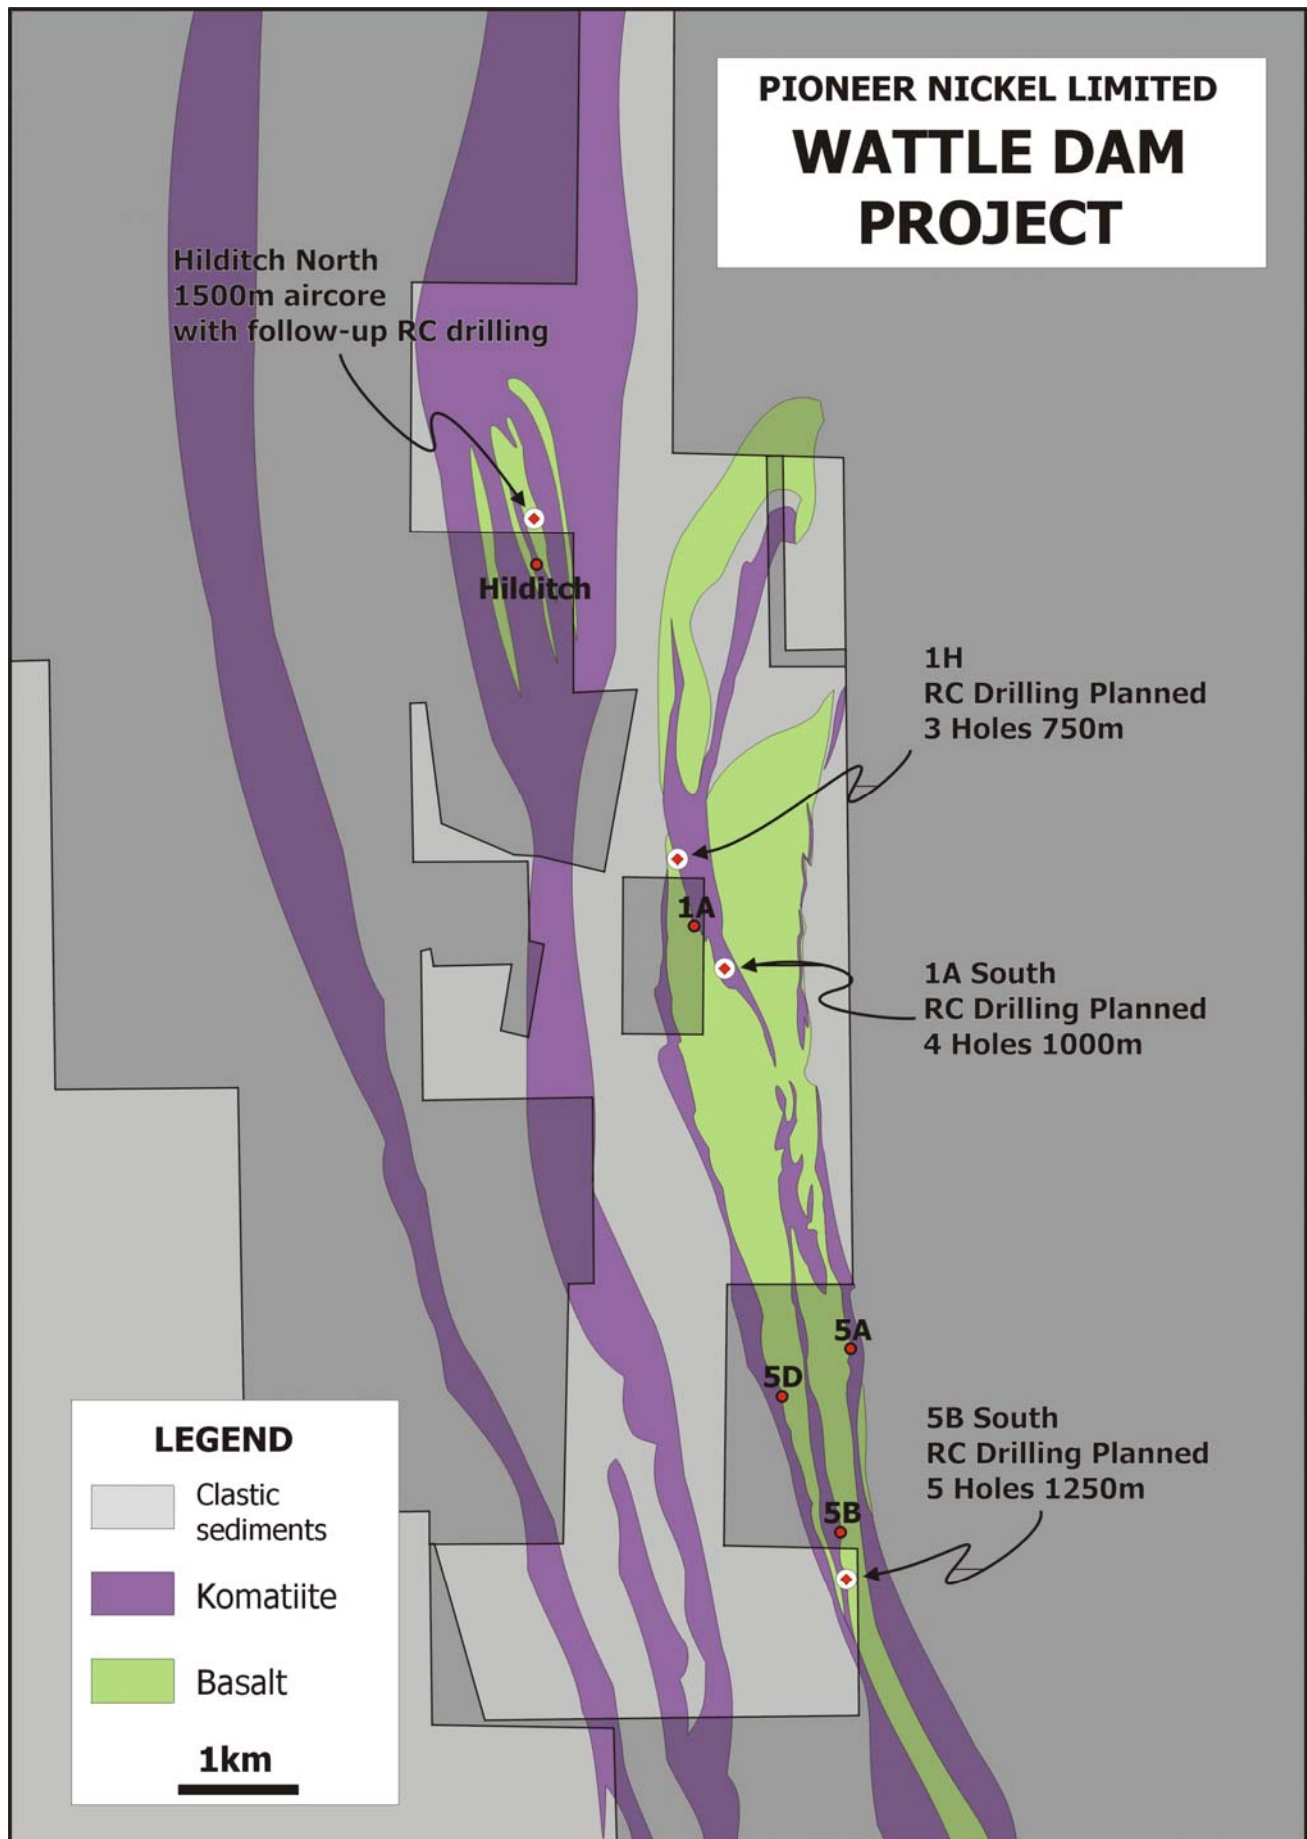 PIONEER NICKEL LIMITED
WATTLE DAM
PROJECT
Hilditch North
1500m aircore
with follow-up RC drilling
Hilditch
1H
RC Drilling Planned
3 Holes 750m
1A
1A South
RC Drilling Planned
4 Holes 1000m
5A
5D
5B South
RC Drilling Planned
5 Holes 1250m
5B
LEGEND
Clastic
sediments
Komatiite
Basalt
1km